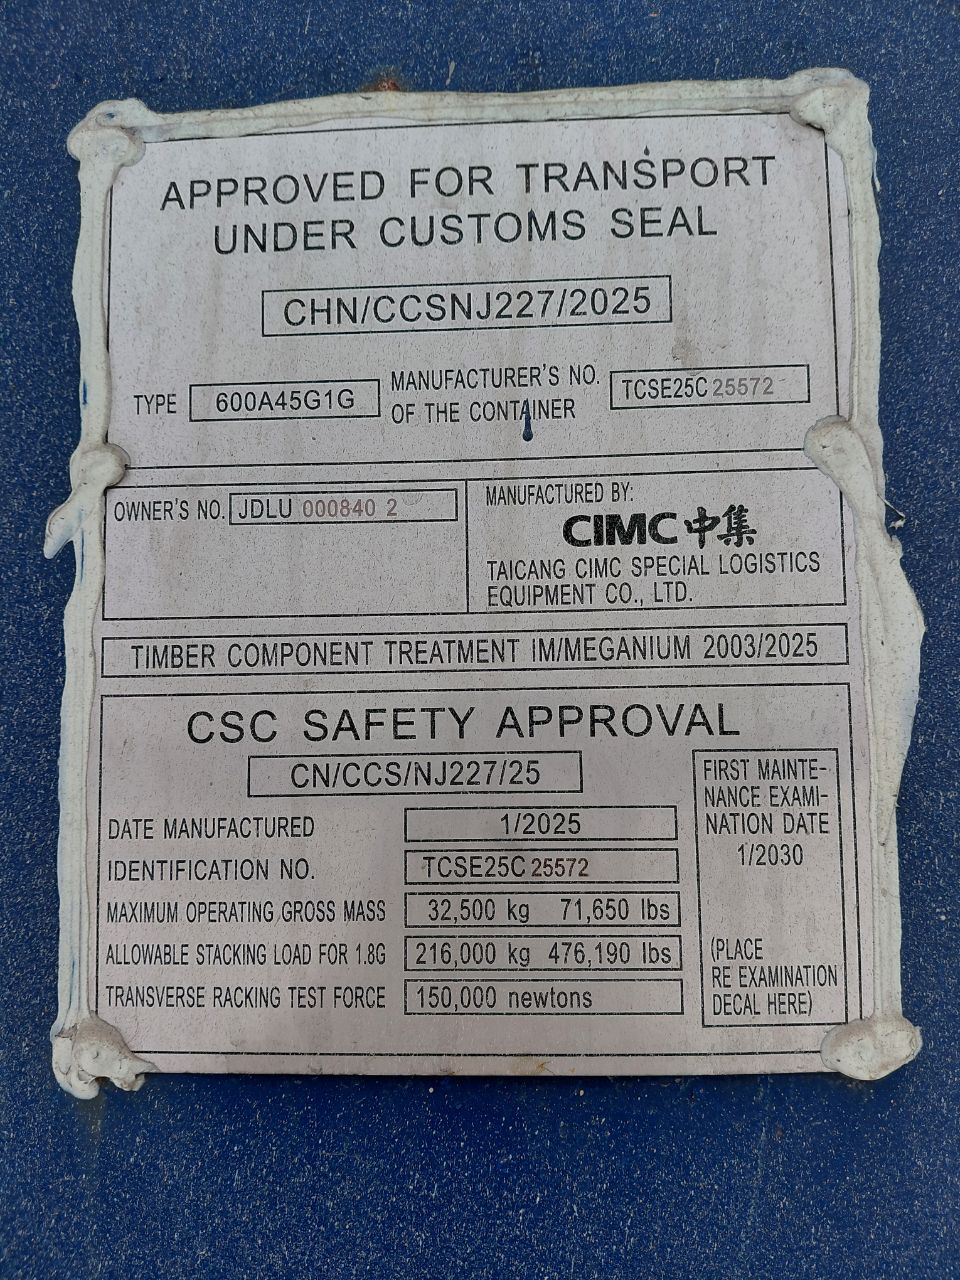 APPROVED FOR TRANSPORT
UNDER CUSTOMS SEAL
CHN/CCSNJ227/2025
TYPE 600A45G1G
MANUFACTURER'S NO.
OF THE CONTAINER
TCSE25C 25572
OWNER'S NO. JDLU 000840 2
MANUFACTURED BY:
CIMC 中集
TAICANG CIMC SPECIAL LOGISTICS
EQUIPMENT CO., LTD.
TIMBER COMPONENT TREATMENT IM/MEGANIUM 2003/2025
CSC SAFETY APPROVAL
CN/CCS/NJ227/25
DATE MANUFACTURED 1/2025
IDENTIFICATION NO. TCSE25C 25572
MAXIMUM OPERATING GROSS MASS 32,500 kg 71,650 lbs
ALLOWABLE STACKING LOAD FOR 1.8G 216,000 kg 476,190 lbs
TRANSVERSE RACKING TEST FORCE 150,000 newtons
FIRST MAINTE-
NANCE EXAMI-
NATION DATE
1/2030
(PLACE
RE EXAMINATION
DECAL HERE)